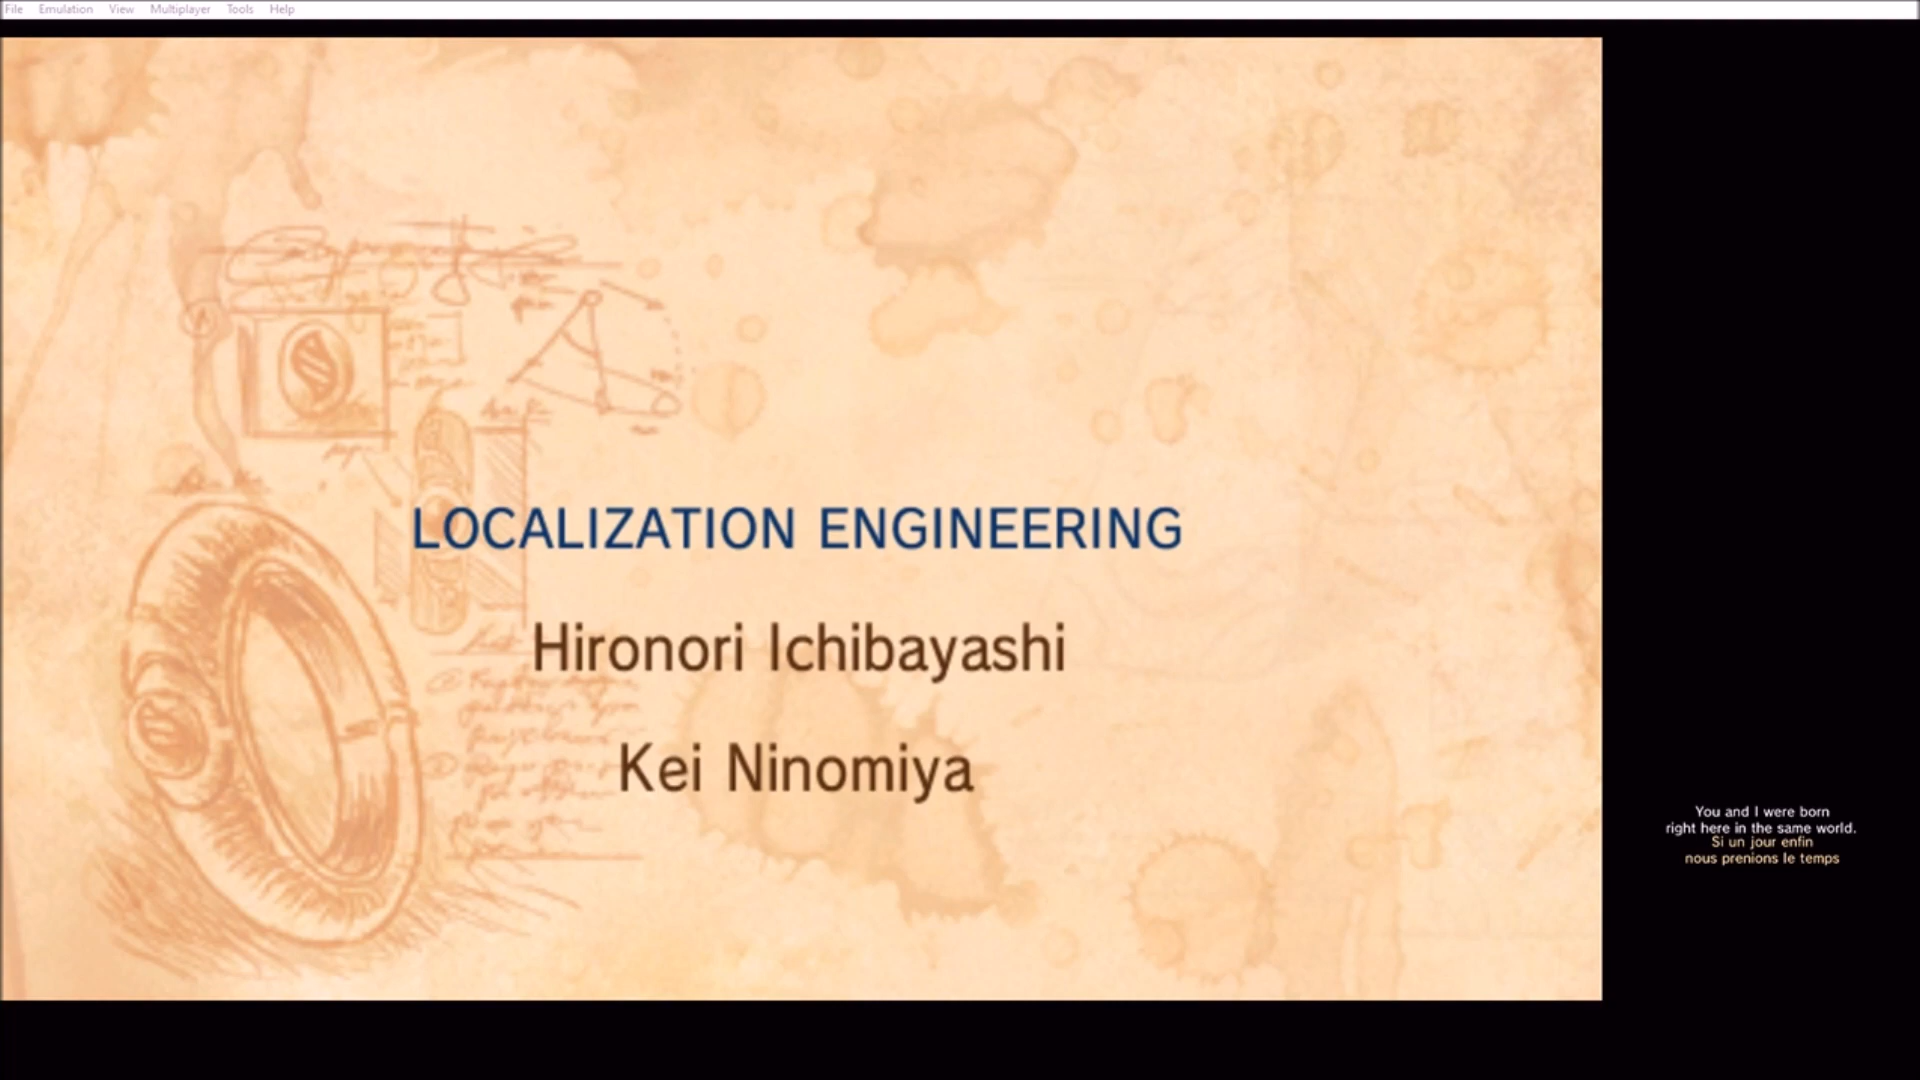 File Emulation View Multiplayer Tools Help
LOCALIZATION ENGINEERING
Hironori Ichibayashi
Kei Ninomiya
You and I were born
right here in the same world.
Si un jour enfin
nous prenions le temps